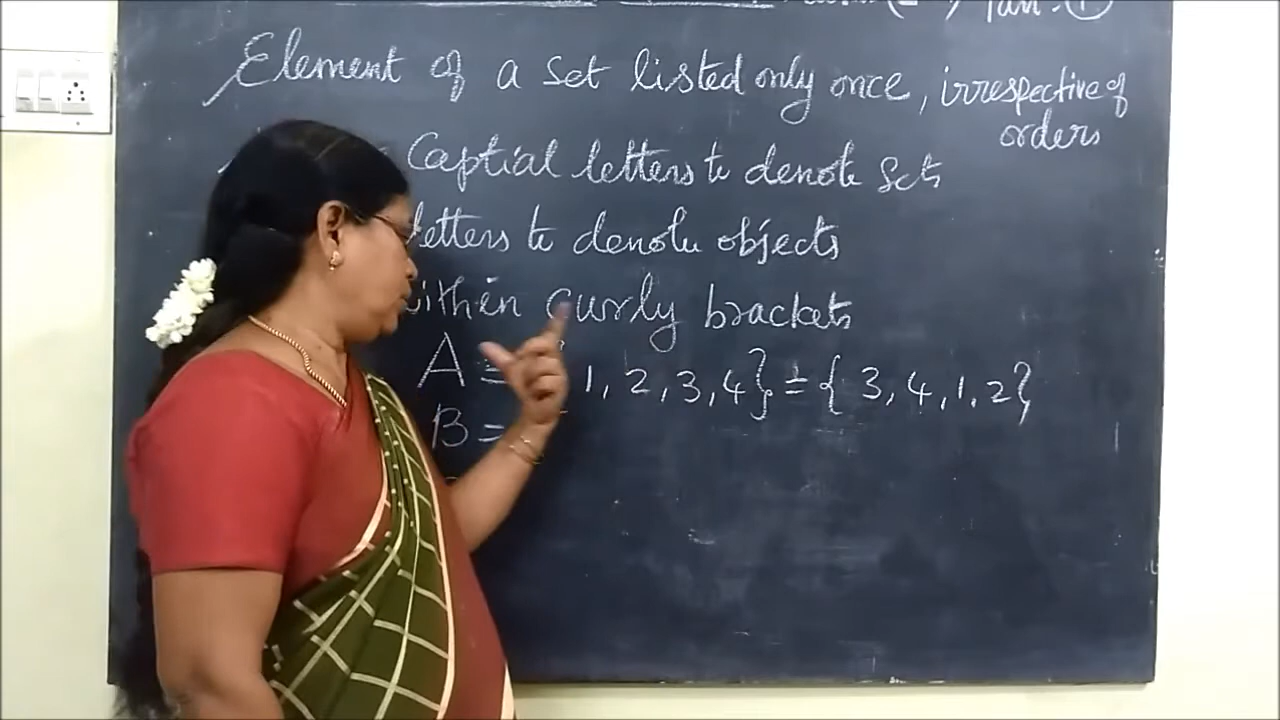 Element of a set listed only once, irrespective of
orders
Captial letters to denote sets
letters to denote objects
within curly brackets
A = { 1, 2, 3, 4} = { 3, 4, 1, 2}
B =